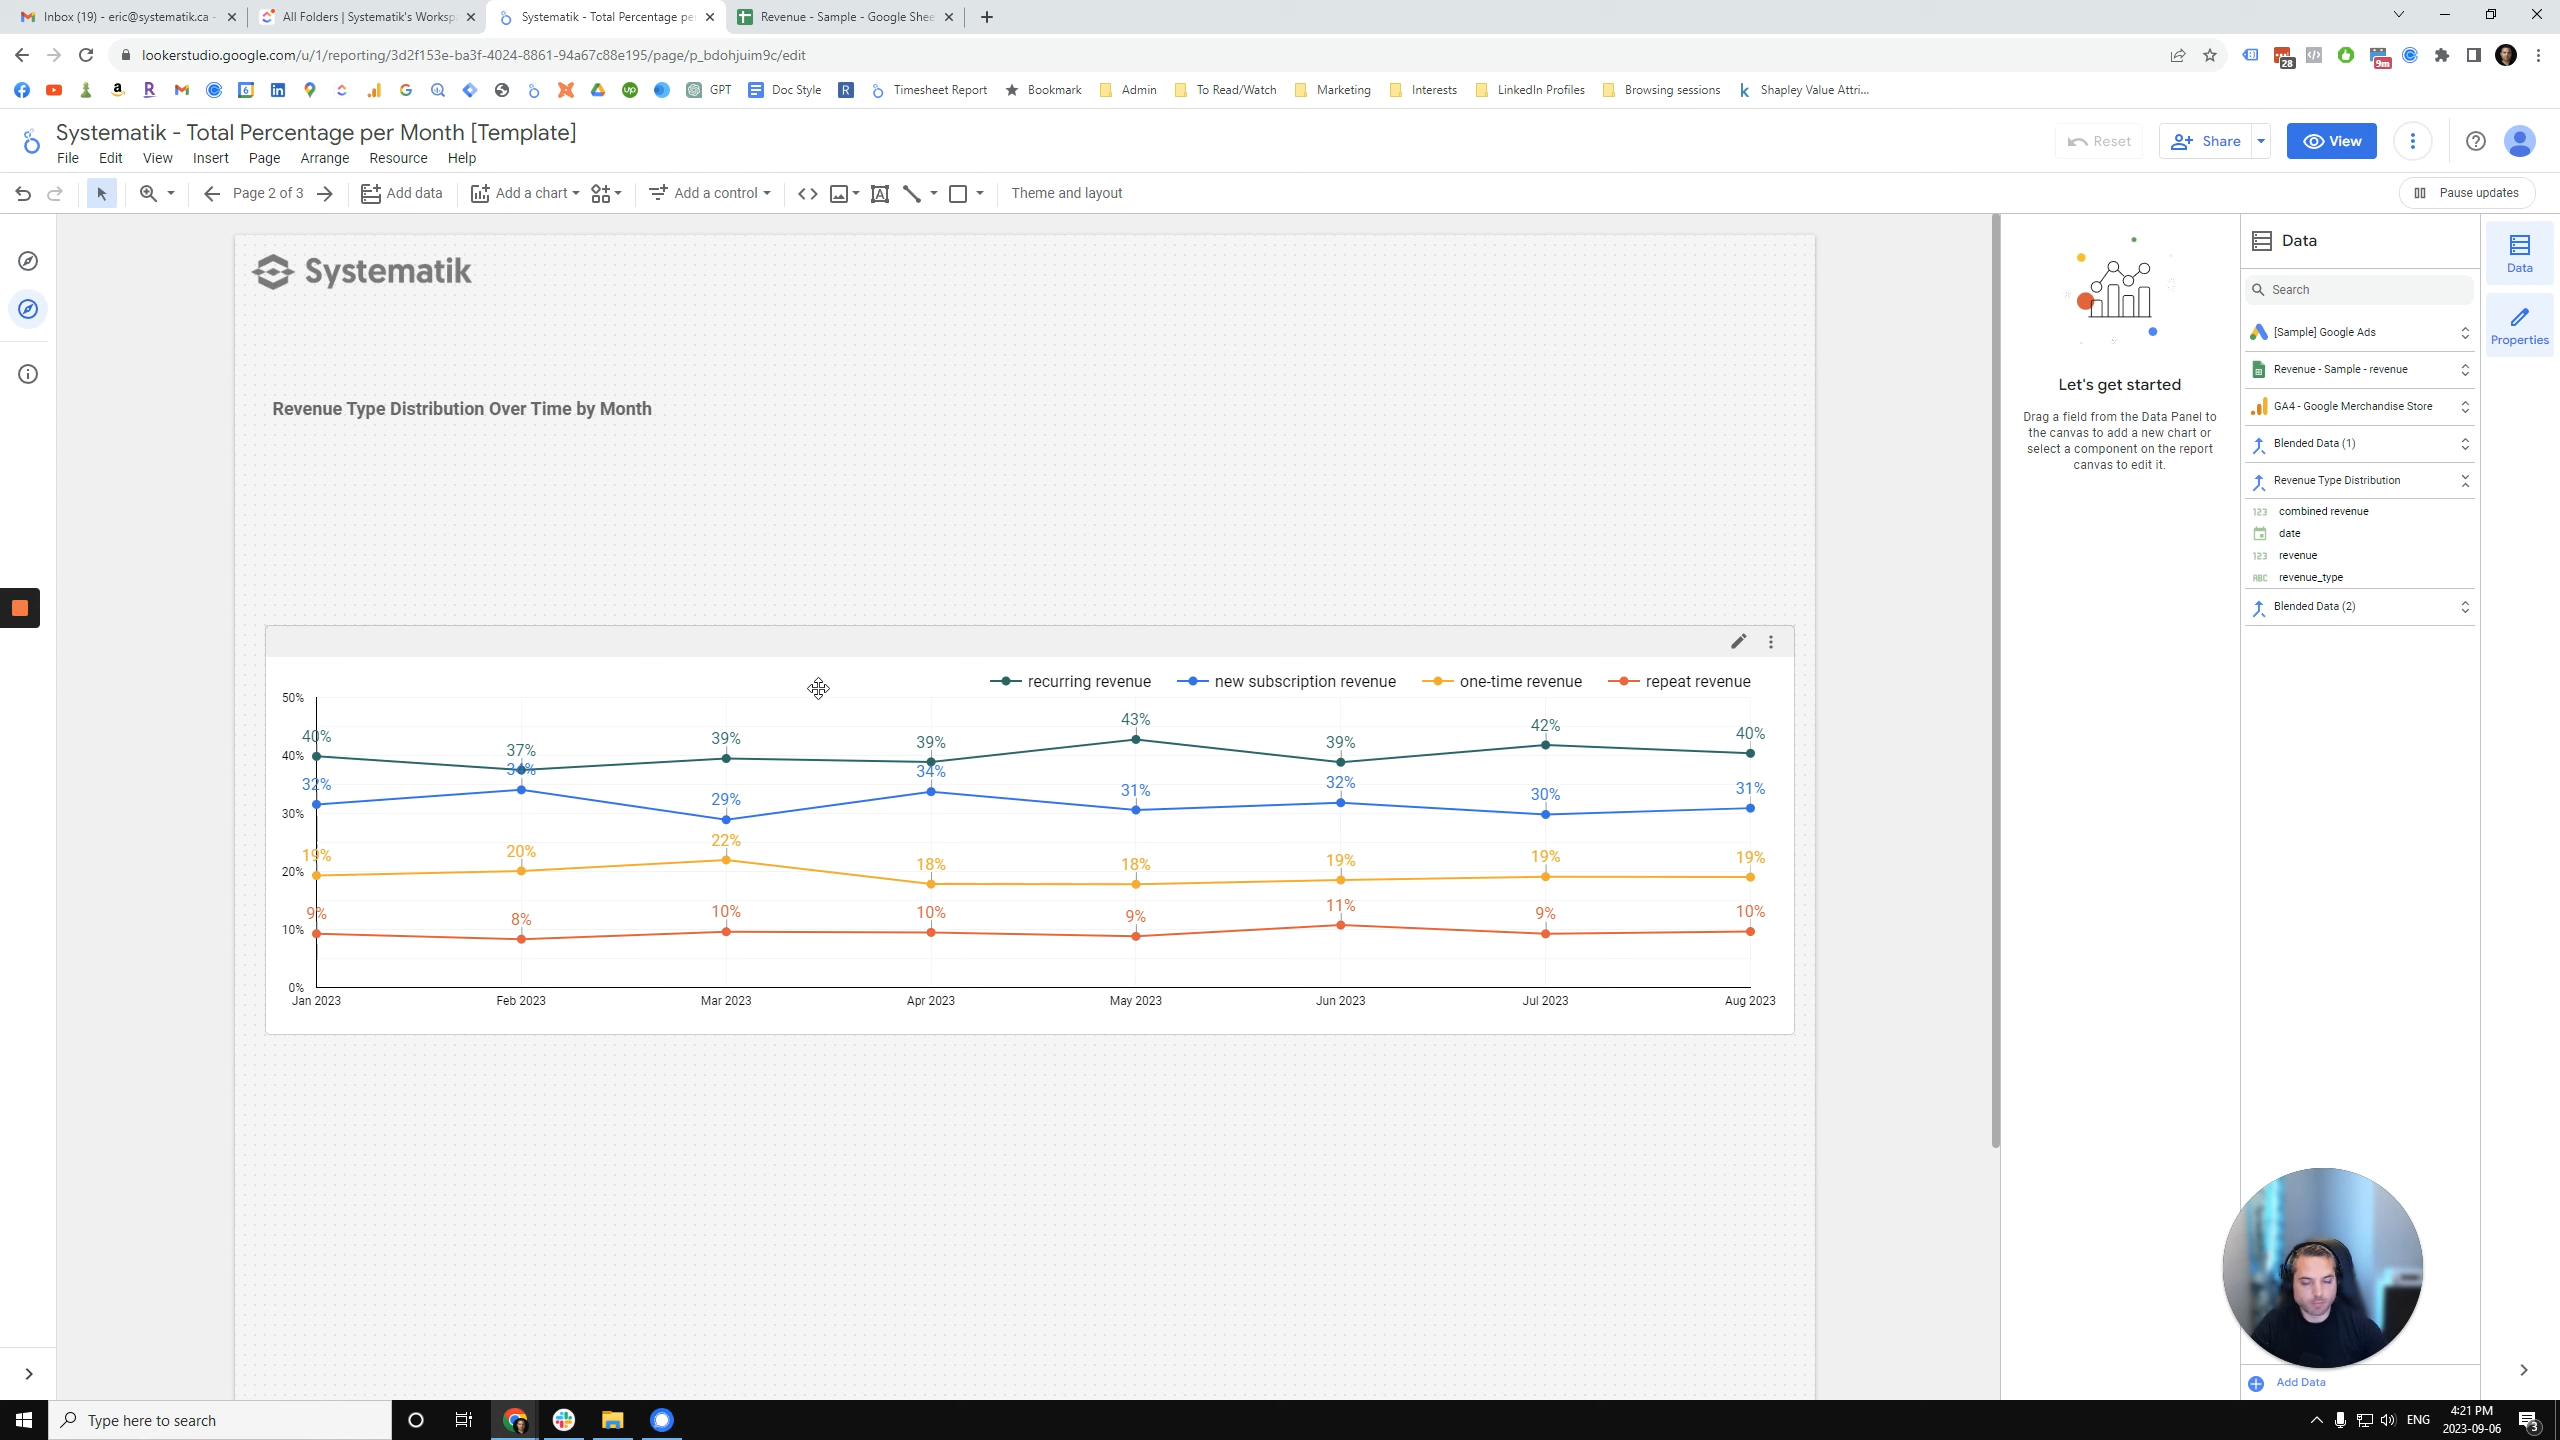 Inbox (19) - eric@systematik.ca -
All Folders | Systematik's Worksp
Systematik - Total Percentage pe
Revenue - Sample - Google Shee
lookerstudio.google.com/u/1/reporting/3d2f153e-ba3f-4024-8861-94a67c88e195/page/p_bdohjuim9c/edit
28
9m
6
up
GPT
Doc Style
R
Timesheet Report
Bookmark
Admin
To Read/Watch
Marketing
Interests
LinkedIn Profiles
Browsing sessions
Shapley Value Attri...
Systematik - Total Percentage per Month [Template]
File Edit View Insert Page Arrange Resource Help
Reset
Share
View
Page 2 of 3
Add data
Add a chart
Add a control
Theme and layout
Pause updates
Systematik
Revenue Type Distribution Over Time by Month
recurring revenue
new subscription revenue
one-time revenue
repeat revenue
50%
40%
30%
20%
10%
0%
40% 37% 39% 39% 43% 39% 42% 40%
32% 34% 29% 34% 31% 32% 30% 31%
19% 20% 22% 18% 18% 19% 19% 19%
9% 8% 10% 10% 9% 11% 9% 10%
Jan 2023 Feb 2023 Mar 2023 Apr 2023 May 2023 Jun 2023 Jul 2023 Aug 2023
Let's get started
Drag a field from the Data Panel to
the canvas to add a new chart or
select a component on the report
canvas to edit it.
Data
Search
[Sample] Google Ads
Revenue - Sample - revenue
GA4 - Google Merchandise Store
Blended Data (1)
Revenue Type Distribution
123 combined revenue
date
123 revenue
ABC revenue_type
Blended Data (2)
Add Data
Data
Properties
Type here to search
ENG
4:21 PM
2023-09-06
3